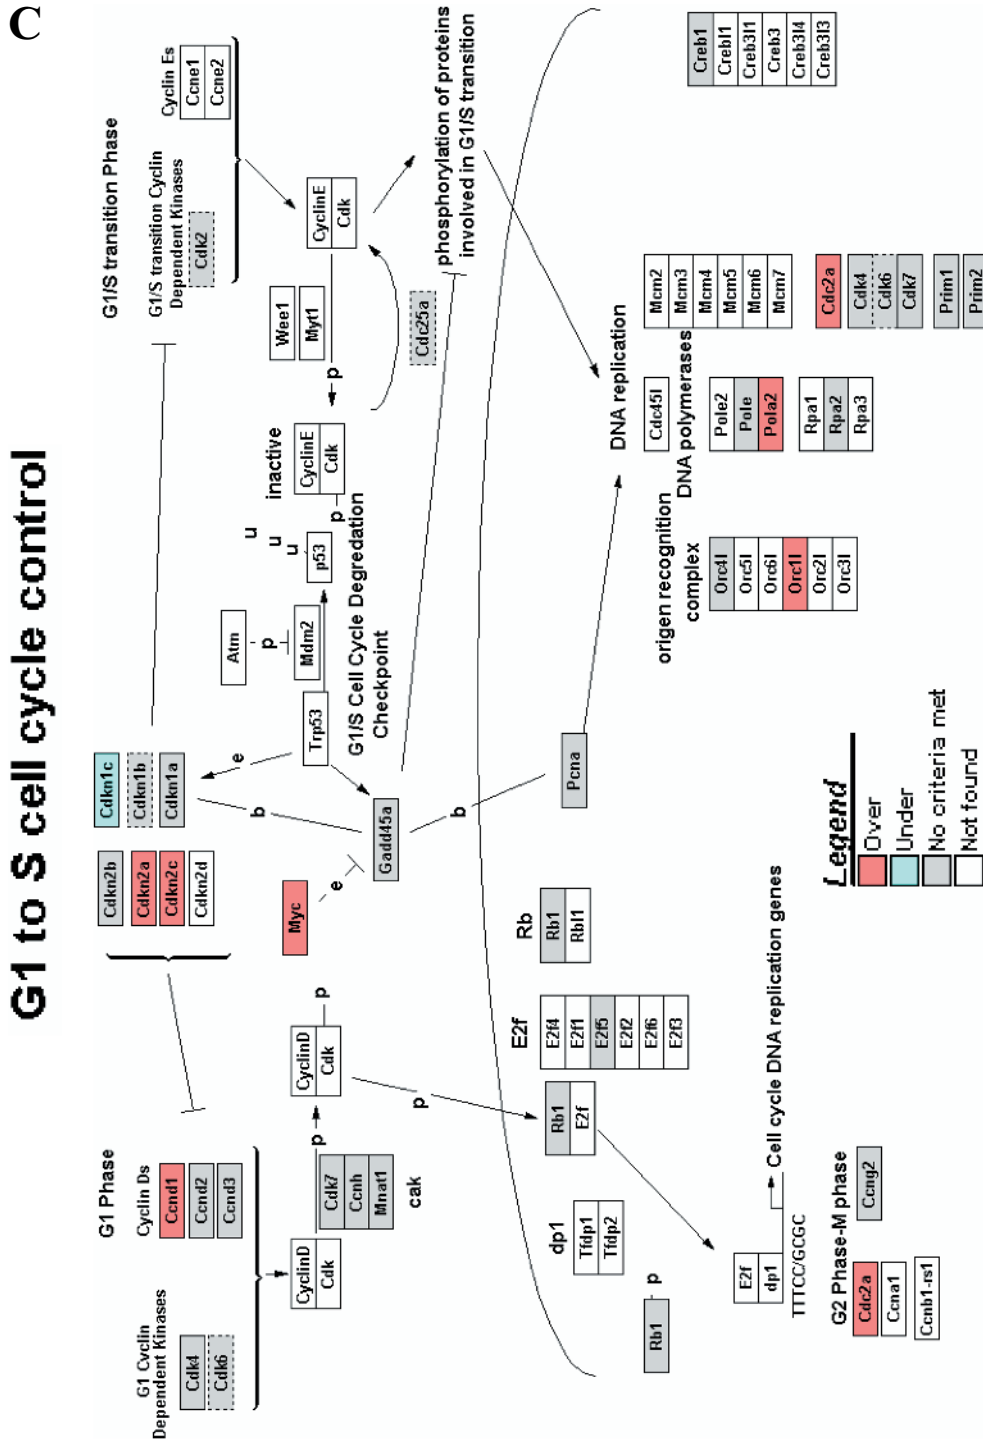 C
G1 to S cell cycle control
G1 Phase
G1 Cyclin
Dependent Kinases
Cdk4
Cdk6
Cyclin Ds
Ccnd1
Ccnd2
Ccnd3
CyclinD
Cdk
p
Cdk7
Ccnh
Mnat1
cak
CyclinD
Cdk
p
p
Cdkn2b
Cdkn2a
Cdkn2c
Cdkn2d
Cdkn1c
Cdkn1b
Cdkn1a
Myc
e
b
e
Gadd45a
b
Pcna
Trp53
Atm
p
Mdm2
u
u
u
p53
G1/S Cell Cycle Degredation
Checkpoint
inactive
CyclinE
Cdk
p
p
Wee1
Myt1
Cdc25a
G1/S transition Phase
G1/S transition Cyclin
Dependent Kinases
Cdk2
Cyclin Es
Ccne1
Ccne2
CyclinE
Cdk
phosphorylation of proteins
involved in G1/S transition
Rb1
p
dp1
Tfdp1
Tfdp2
Rb1
E2f
E2f
E2f4
E2f1
E2f5
E2f2
E2f6
E2f3
Rb
Rb1
Rbl1
E2f
dp1
TTTCC/GCGC
Cell cycle DNA replication genes
G2 Phase-M phase
Cdc2a
Ccna1
Ccnb1-rs1
Ccng2
DNA replication
origen recognition
complex
Orc4l
Orc5l
Orc6l
Orc1l
Orc2l
Orc3l
Cdc45l
DNA polymerases
Pole2
Pole
Pola2
Rpa1
Rpa2
Rpa3
Mcm2
Mcm3
Mcm4
Mcm5
Mcm6
Mcm7
Cdc2a
Cdk4
Cdk6
Cdk7
Prim1
Prim2
Creb1
Crebl1
Creb3l1
Creb3
Creb3l4
Creb3l3
Legend
Over
Under
No criteria met
Not found